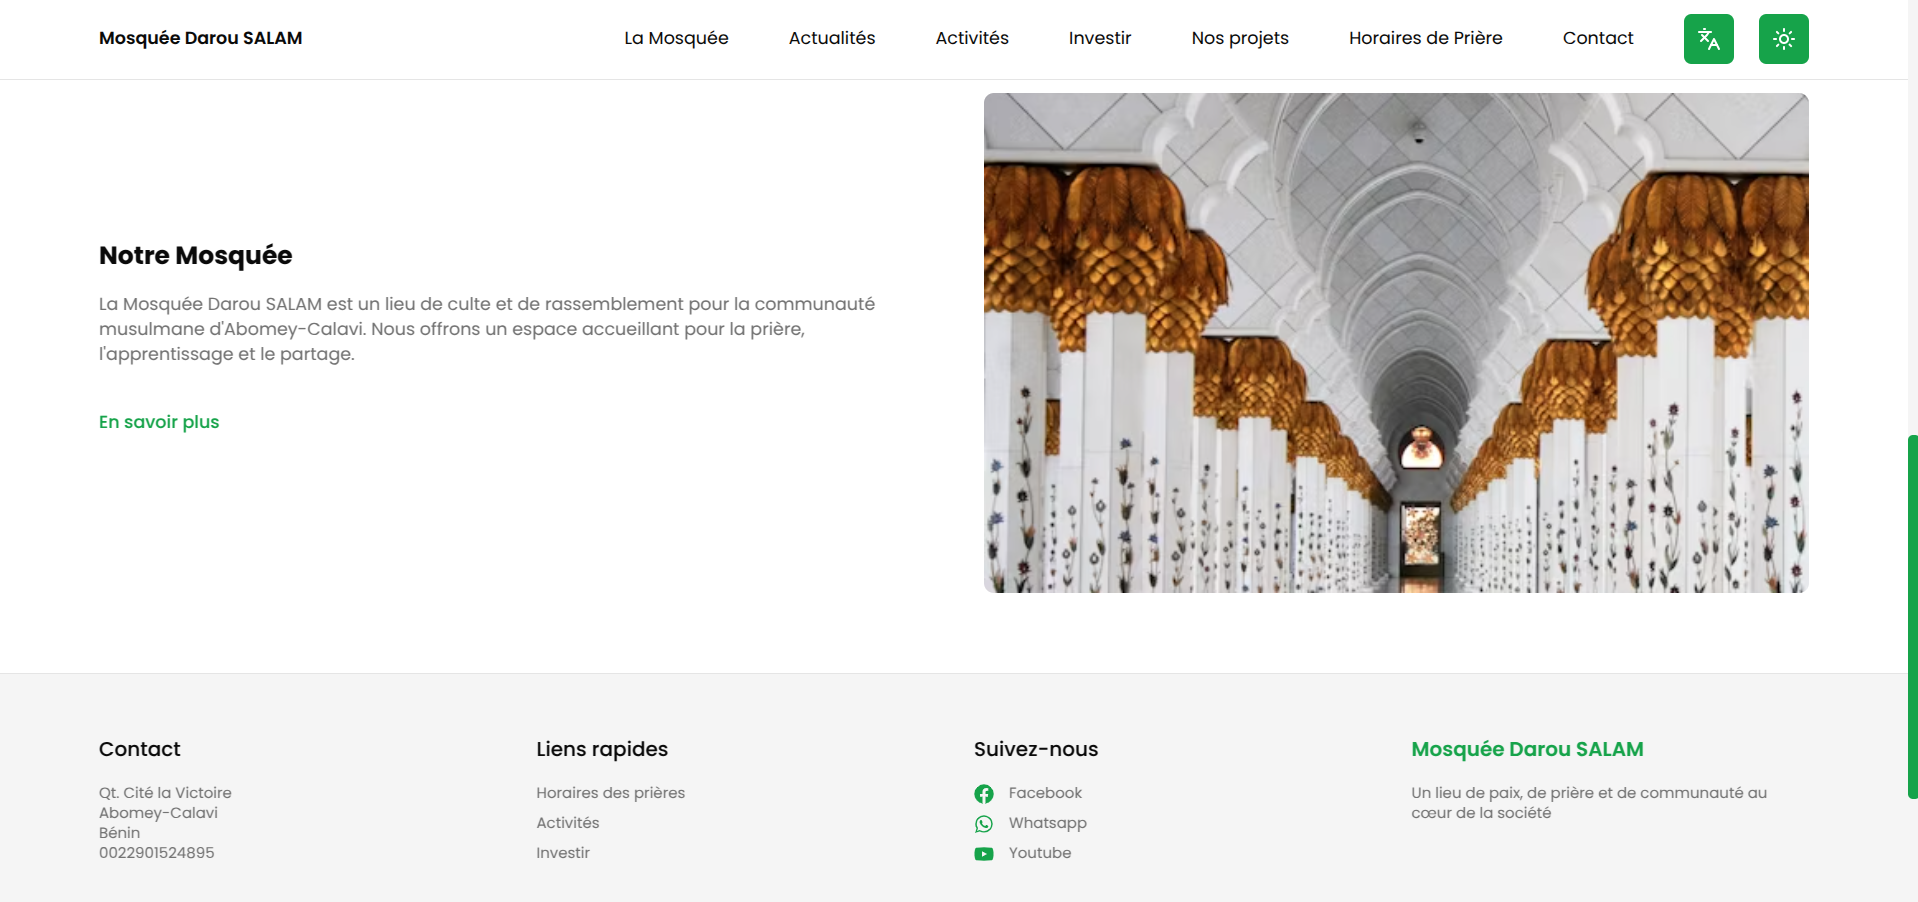 Mosquée Darou SALAM
La Mosquée
Actualités
Activités
Investir
Nos projets
Horaires de Prière
Contact
Notre Mosquée
La Mosquée Darou SALAM est un lieu de culte et de rassemblement pour la communauté
musulmane d'Abomey-Calavi. Nous offrons un espace accueillant pour la prière,
l'apprentissage et le partage.
En savoir plus
Contact
Qt. Cité la Victoire
Abomey-Calavi
Bénin
0022901524895
Liens rapides
Horaires des prières
Activités
Investir
Suivez-nous
Facebook
Whatsapp
Youtube
Mosquée Darou SALAM
Un lieu de paix, de prière et de communauté au
cœur de la société